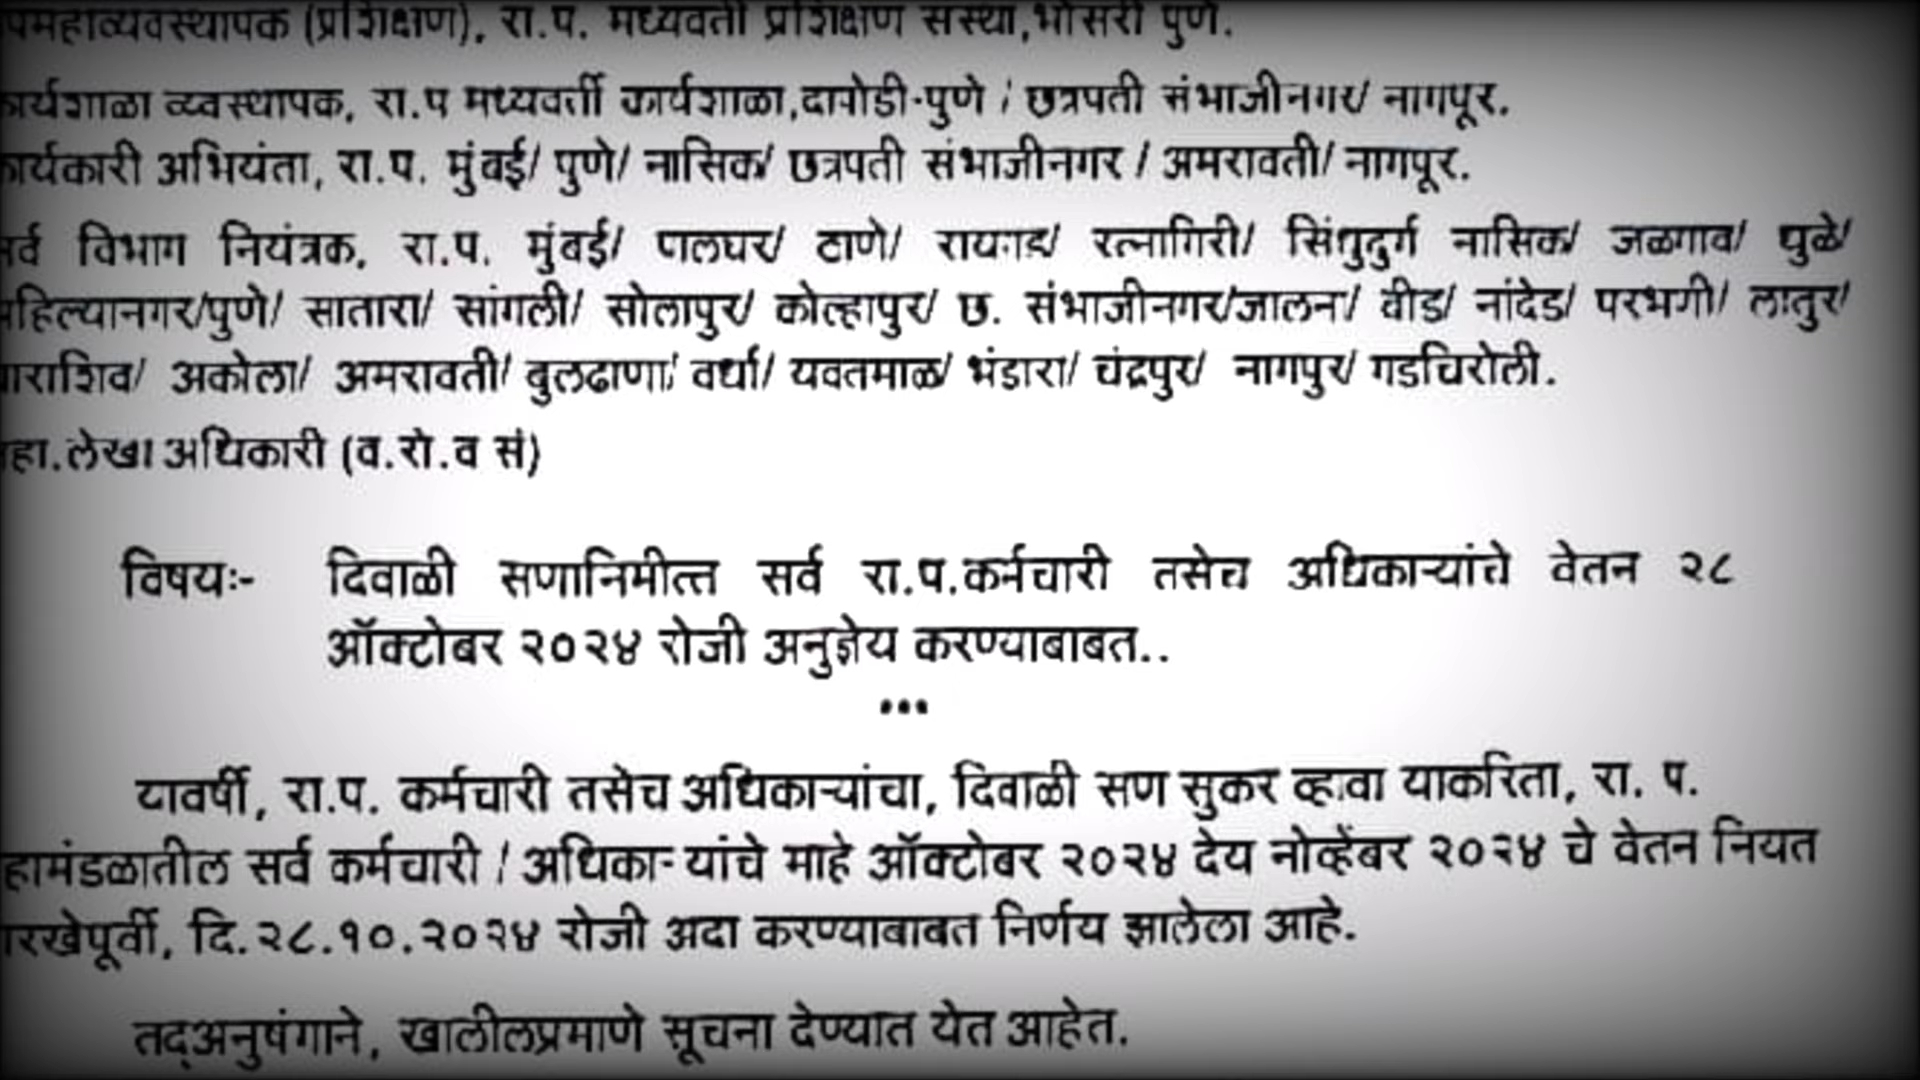 पमहाव्यवस्थापक (प्रशिक्षण), रा.प. मध्यवर्ती प्रशिक्षण संस्था,भोसरी पुणे.
ार्यशाळा व्यवस्थापक, रा.प मध्यवर्ती कार्यशाळा,दापोडी-पुणे / छत्रपती संभाजीनगर/ नागपूर.
ार्यकारी अभियंता, रा.प. मुंबई/ पुणे/ नासिक/ छत्रपती संभाजीनगर / अमरावती/ नागपूर.
र्व विभाग नियंत्रक, रा.प. मुंबई/ पालघर/ ठाणे/ रायगड/ रत्नागिरी/ सिंधुदुर्ग नासिक/ जळगाव/ धुळे/
हिल्यानगर/पुणे/ सातारा/ सांगली/ सोलापुर/ कोल्हापुर/ छ. संभाजीनगर/जालना/ बीड/ नांदेड/ परभणी/ लातुर/
ाराशिव/ अकोला/ अमरावती/ बुलढाणा/ वर्धा/ यवतमाळ/ भंडारा/ चंद्रपुर/ नागपुर/ गडचिरोली.
हा.लेखा अधिकारी (व.रो.व सं)
विषयः- दिवाळी सणानिमीत्त सर्व रा.प.कर्मचारी तसेच अधिकाऱ्यांचे वेतन २८
ऑक्टोबर २०२४ रोजी अनुज्ञेय करण्याबाबत..
•••
यावर्षी, रा.प. कर्मचारी तसेच अधिकाऱ्यांचा, दिवाळी सण सुकर व्हावा याकरिता, रा. प.
हामंडळातील सर्व कर्मचारी / अधिकाऱ्यांचे माहे ऑक्टोबर २०२४ देय नोव्हेंबर २०२४ चे वेतन नियत
ारखेपूर्वी, दि.२८.१०.२०२४ रोजी अदा करण्याबाबत निर्णय झालेला आहे.
तद्अनुषंगाने, खालीलप्रमाणे सूचना देण्यात येत आहेत.